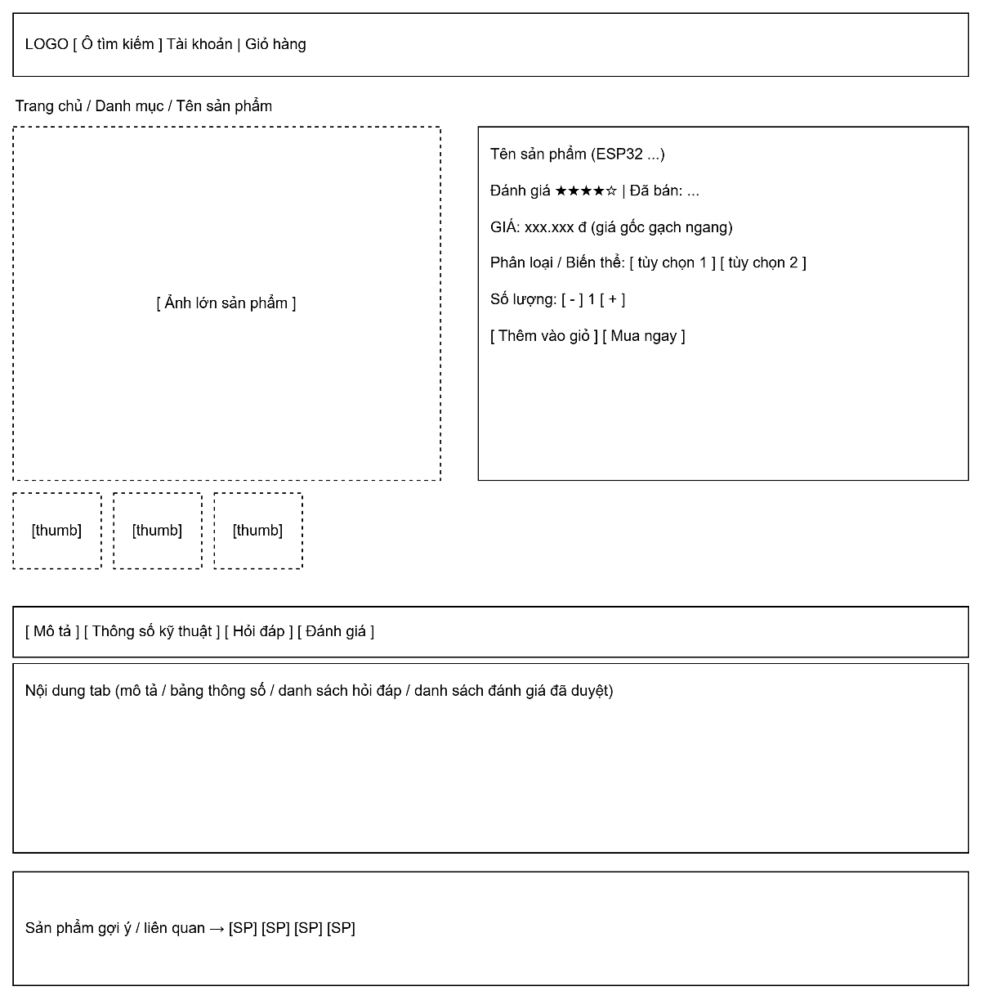 LOGO [ Ô tìm kiếm ] Tài khoản | Giỏ hàng
Trang chủ / Danh mục / Tên sản phẩm
[ Ảnh lớn sản phẩm ]
Tên sản phẩm (ESP32 ...)
Đánh giá ★★★★☆ | Đã bán: ...
GIÁ: xxx.xxx đ (giá gốc gạch ngang)
Phân loại / Biến thể: [ tùy chọn 1 ] [ tùy chọn 2 ]
Số lượng: [ - ] 1 [ + ]
[ Thêm vào giỏ ] [ Mua ngay ]
[thumb] [thumb] [thumb]
[ Mô tả ] [ Thông số kỹ thuật ] [ Hỏi đáp ] [ Đánh giá ]
Nội dung tab (mô tả / bảng thông số / danh sách hỏi đáp / danh sách đánh giá đã duyệt)
Sản phẩm gợi ý / liên quan → [SP] [SP] [SP] [SP]